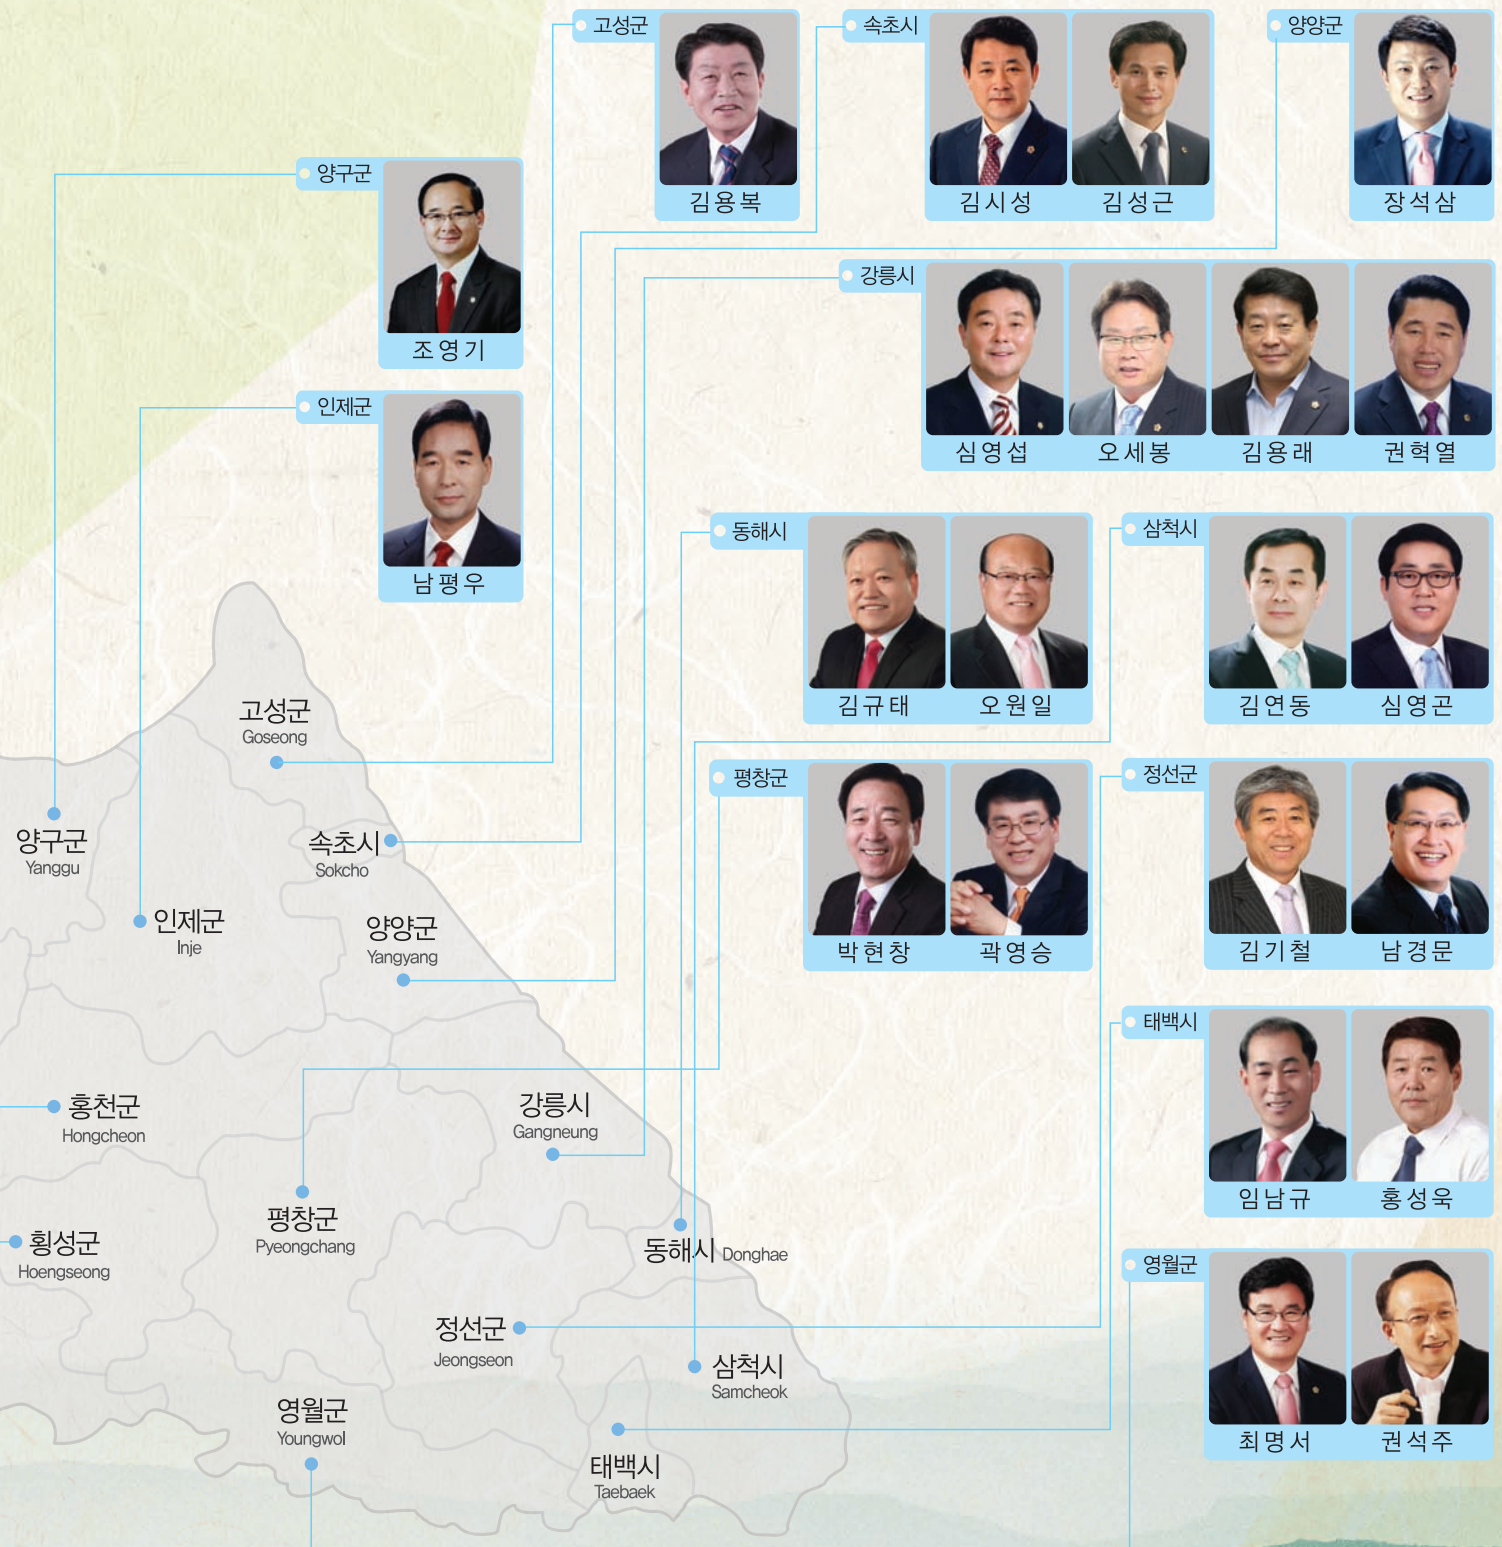 고성군
김용복
속초시
김시성
김성근
양양군
장석삼
양구군
조영기
강릉시
심영섭
오세봉
김용래
권혁열
인제군
남평우
동해시
김규태
오원일
삼척시
김연동
심영곤
평창군
박현창
곽영승
정선군
김기철
남경문
태백시
임남규
홍성욱
영월군
최명서
권석주
고성군
Goseong
양구군
Yanggu
속초시
Sokcho
인제군
Inje
양양군
Yangyang
홍천군
Hongcheon
강릉시
Gangneung
횡성군
Hoengseong
평창군
Pyeongchang
동해시 Donghae
정선군
Jeongseon
삼척시
Samcheok
영월군
Youngwol
태백시
Taebaek